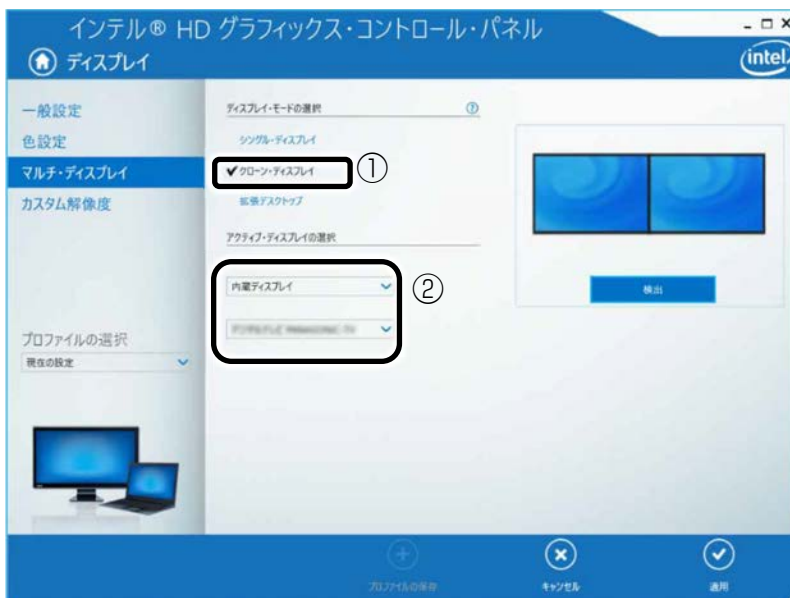 インテル® HD グラフィックス・コントロール・パネル
ディスプレイ
intel
一般設定
色設定
マルチ・ディスプレイ
カスタム解像度
プロファイルの選択
現在の設定
ディスプレイ・モードの選択
シングル・ディスプレイ
✔クローン・ディスプレイ ①
拡張デスクトップ
アクティブ・ディスプレイの選択
内蔵ディスプレイ
②
検出
プロファイルの保存
キャンセル
適用